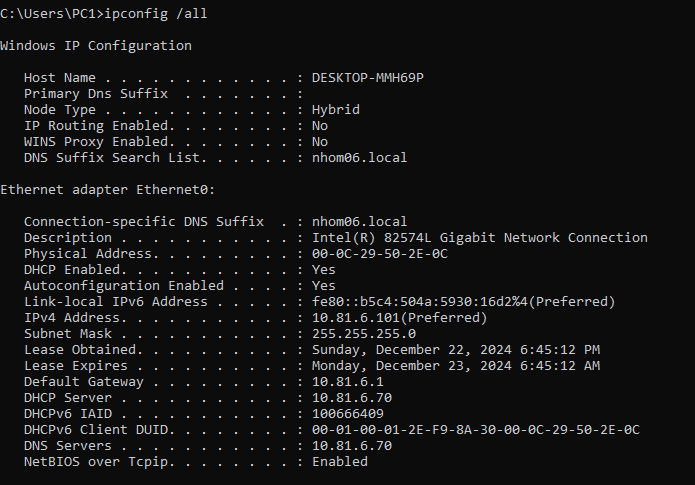 C:\Users\PC1>ipconfig /all
Windows IP Configuration
Host Name . . . . . . . . . . . . : DESKTOP-MMH69P
Primary Dns Suffix  . . . . . . . :
Node Type . . . . . . . . . . . . : Hybrid
IP Routing Enabled. . . . . . . . : No
WINS Proxy Enabled. . . . . . . . : No
DNS Suffix Search List. . . . . . : nhom06.local
Ethernet adapter Ethernet0:
Connection-specific DNS Suffix  . : nhom06.local
Description . . . . . . . . . . . : Intel(R) 82574L Gigabit Network Connection
Physical Address. . . . . . . . . : 00-0C-29-50-2E-0C
DHCP Enabled. . . . . . . . . . . : Yes
Autoconfiguration Enabled . . . . : Yes
Link-local IPv6 Address . . . . . : fe80::b5c4:504a:5930:16d2%4(Preferred)
IPv4 Address. . . . . . . . . . . : 10.81.6.101(Preferred)
Subnet Mask . . . . . . . . . . . : 255.255.255.0
Lease Obtained. . . . . . . . . . : Sunday, December 22, 2024 6:45:12 PM
Lease Expires . . . . . . . . . . : Monday, December 23, 2024 6:45:12 AM
Default Gateway . . . . . . . . . : 10.81.6.1
DHCP Server . . . . . . . . . . . : 10.81.6.70
DHCPv6 IAID . . . . . . . . . . . : 100666409
DHCPv6 Client DUID. . . . . . . . : 00-01-00-01-2E-F9-8A-30-00-0C-29-50-2E-0C
DNS Servers . . . . . . . . . . . : 10.81.6.70
NetBIOS over Tcpip. . . . . . . . : Enabled